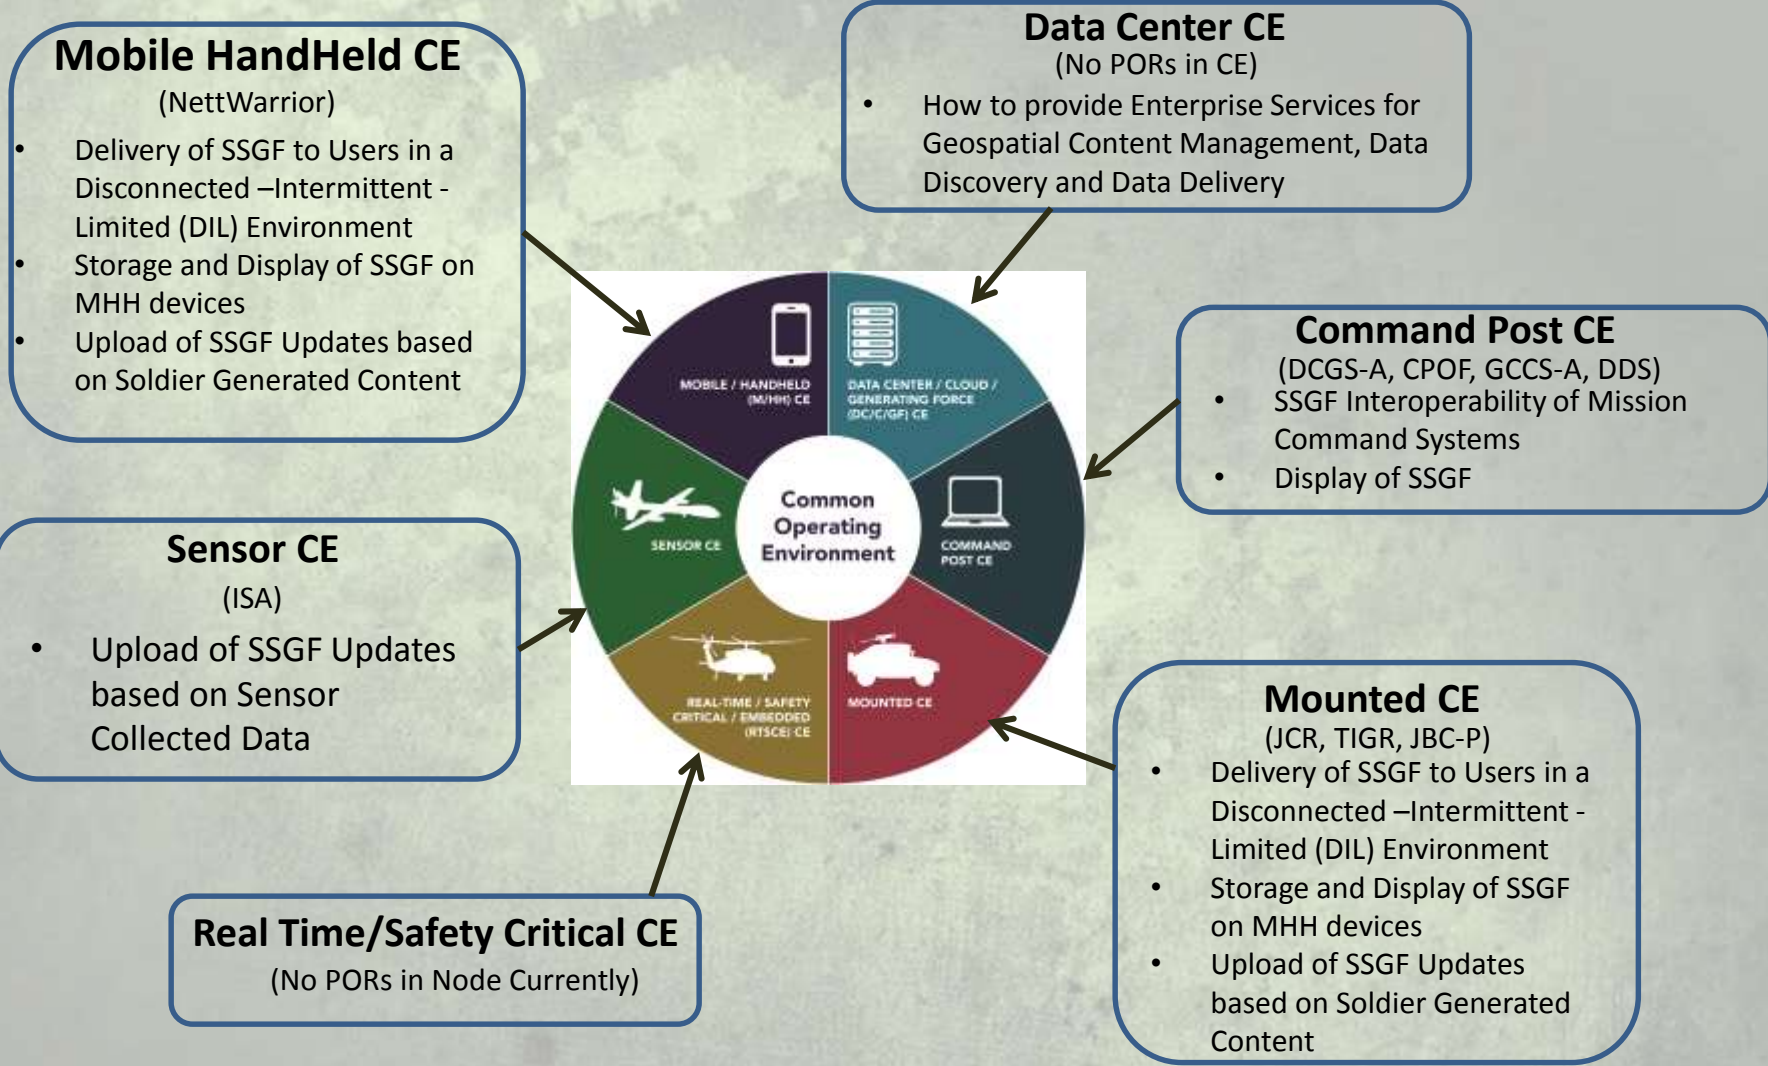 Mobile HandHeld CE
(NettWarrior)
• Delivery of SSGF to Users in a
Disconnected –Intermittent -
Limited (DIL) Environment
• Storage and Display of SSGF on
MHH devices
• Upload of SSGF Updates based
on Soldier Generated Content
Data Center CE
(No PORs in CE)
• How to provide Enterprise Services for
Geospatial Content Management, Data
Discovery and Data Delivery
Command Post CE
(DCGS-A, CPOF, GCCS-A, DDS)
• SSGF Interoperability of Mission
Command Systems
• Display of SSGF
Sensor CE
(ISA)
• Upload of SSGF Updates
based on Sensor
Collected Data
MOBILE / HANDHELD
(M/HH) CE
DATA CENTER / CLOUD /
GENERATING FORCE
(DC/C/GF) CE
SENSOR CE
Common
Operating
Environment
COMMAND
POST CE
REAL-TIME / SAFETY
CRITICAL / EMBEDDED
(RTSCE) CE
MOUNTED CE
Real Time/Safety Critical CE
(No PORs in Node Currently)
Mounted CE
(JCR, TIGR, JBC-P)
• Delivery of SSGF to Users in a
Disconnected –Intermittent -
Limited (DIL) Environment
• Storage and Display of SSGF
on MHH devices
• Upload of SSGF Updates
based on Soldier Generated
Content